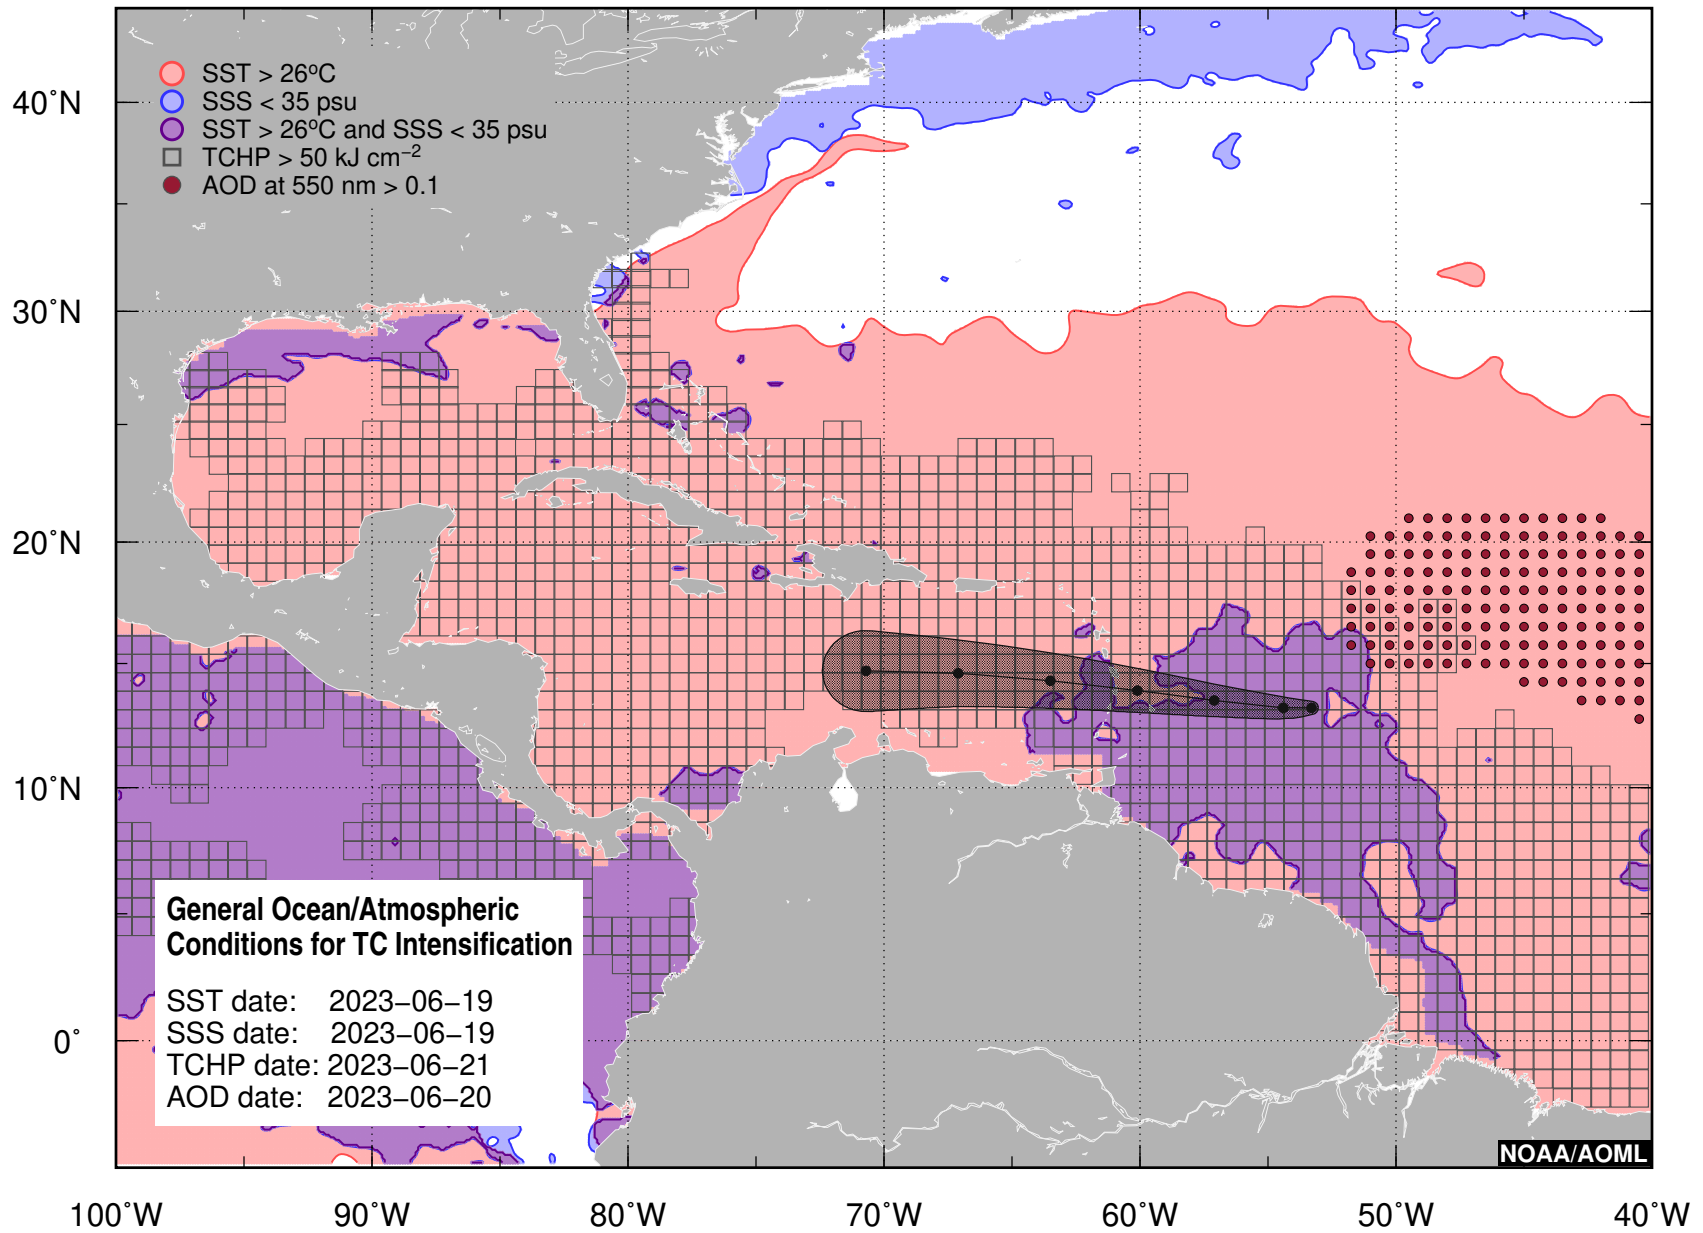 SST > 26ºC
SSS < 35 psu
SST > 26ºC and SSS < 35 psu
TCHP > 50 kJ cm⁻²
AOD at 550 nm > 0.1
40˚N
30˚N
20˚N
10˚N
0˚
General Ocean/Atmospheric
Conditions for TC Intensification
SST date: 2023−06−19
SSS date: 2023−06−19
TCHP date: 2023−06−21
AOD date: 2023−06−20
NOAA/AOML
100˚W 90˚W 80˚W 70˚W 60˚W 50˚W 40˚W